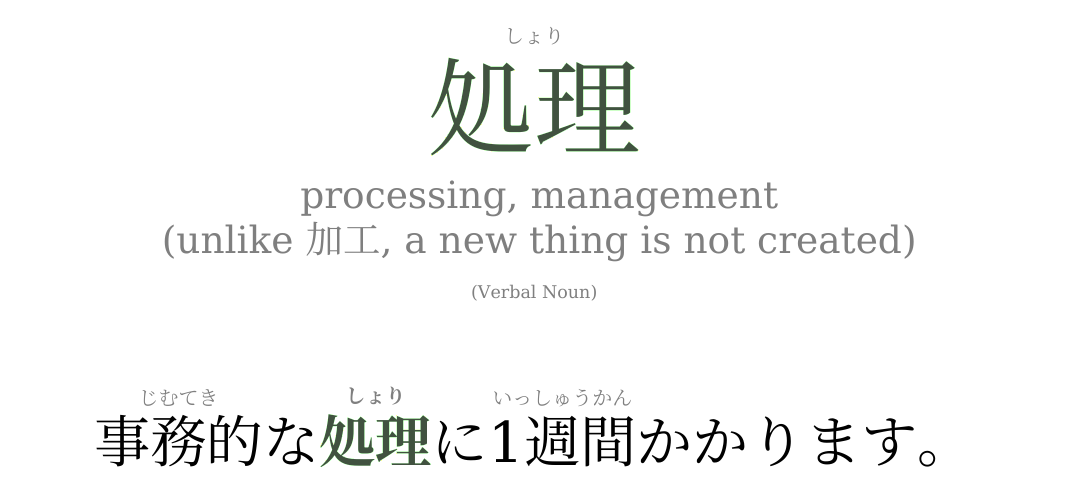 しょり
処理
processing, management
(unlike 加工, a new thing is not created)
(Verbal Noun)
じむてき しょり いっしゅうかん
事務的な処理に1週間かかります。